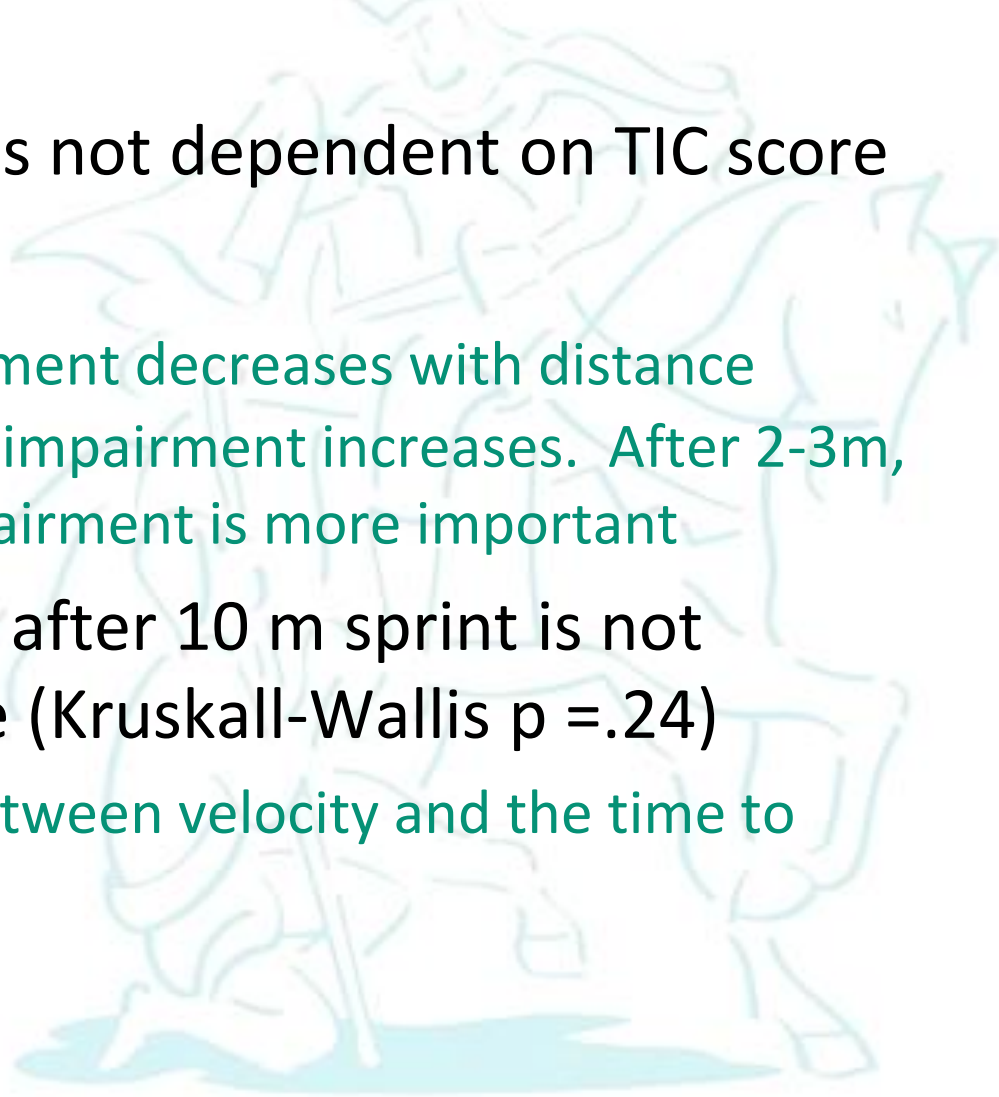 s not dependent on TIC score
ment decreases with distance
impairment increases.  After 2-3m,
airment is more important
after 10 m sprint is not
e (Kruskall-Wallis p =.24)
tween velocity and the time to